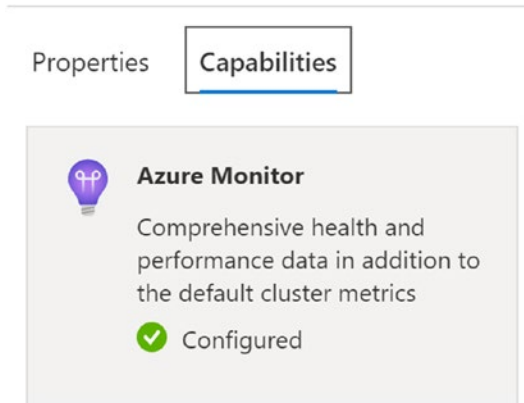 Properties Capabilities
Azure Monitor
Comprehensive health and
performance data in addition to
the default cluster metrics
Configured